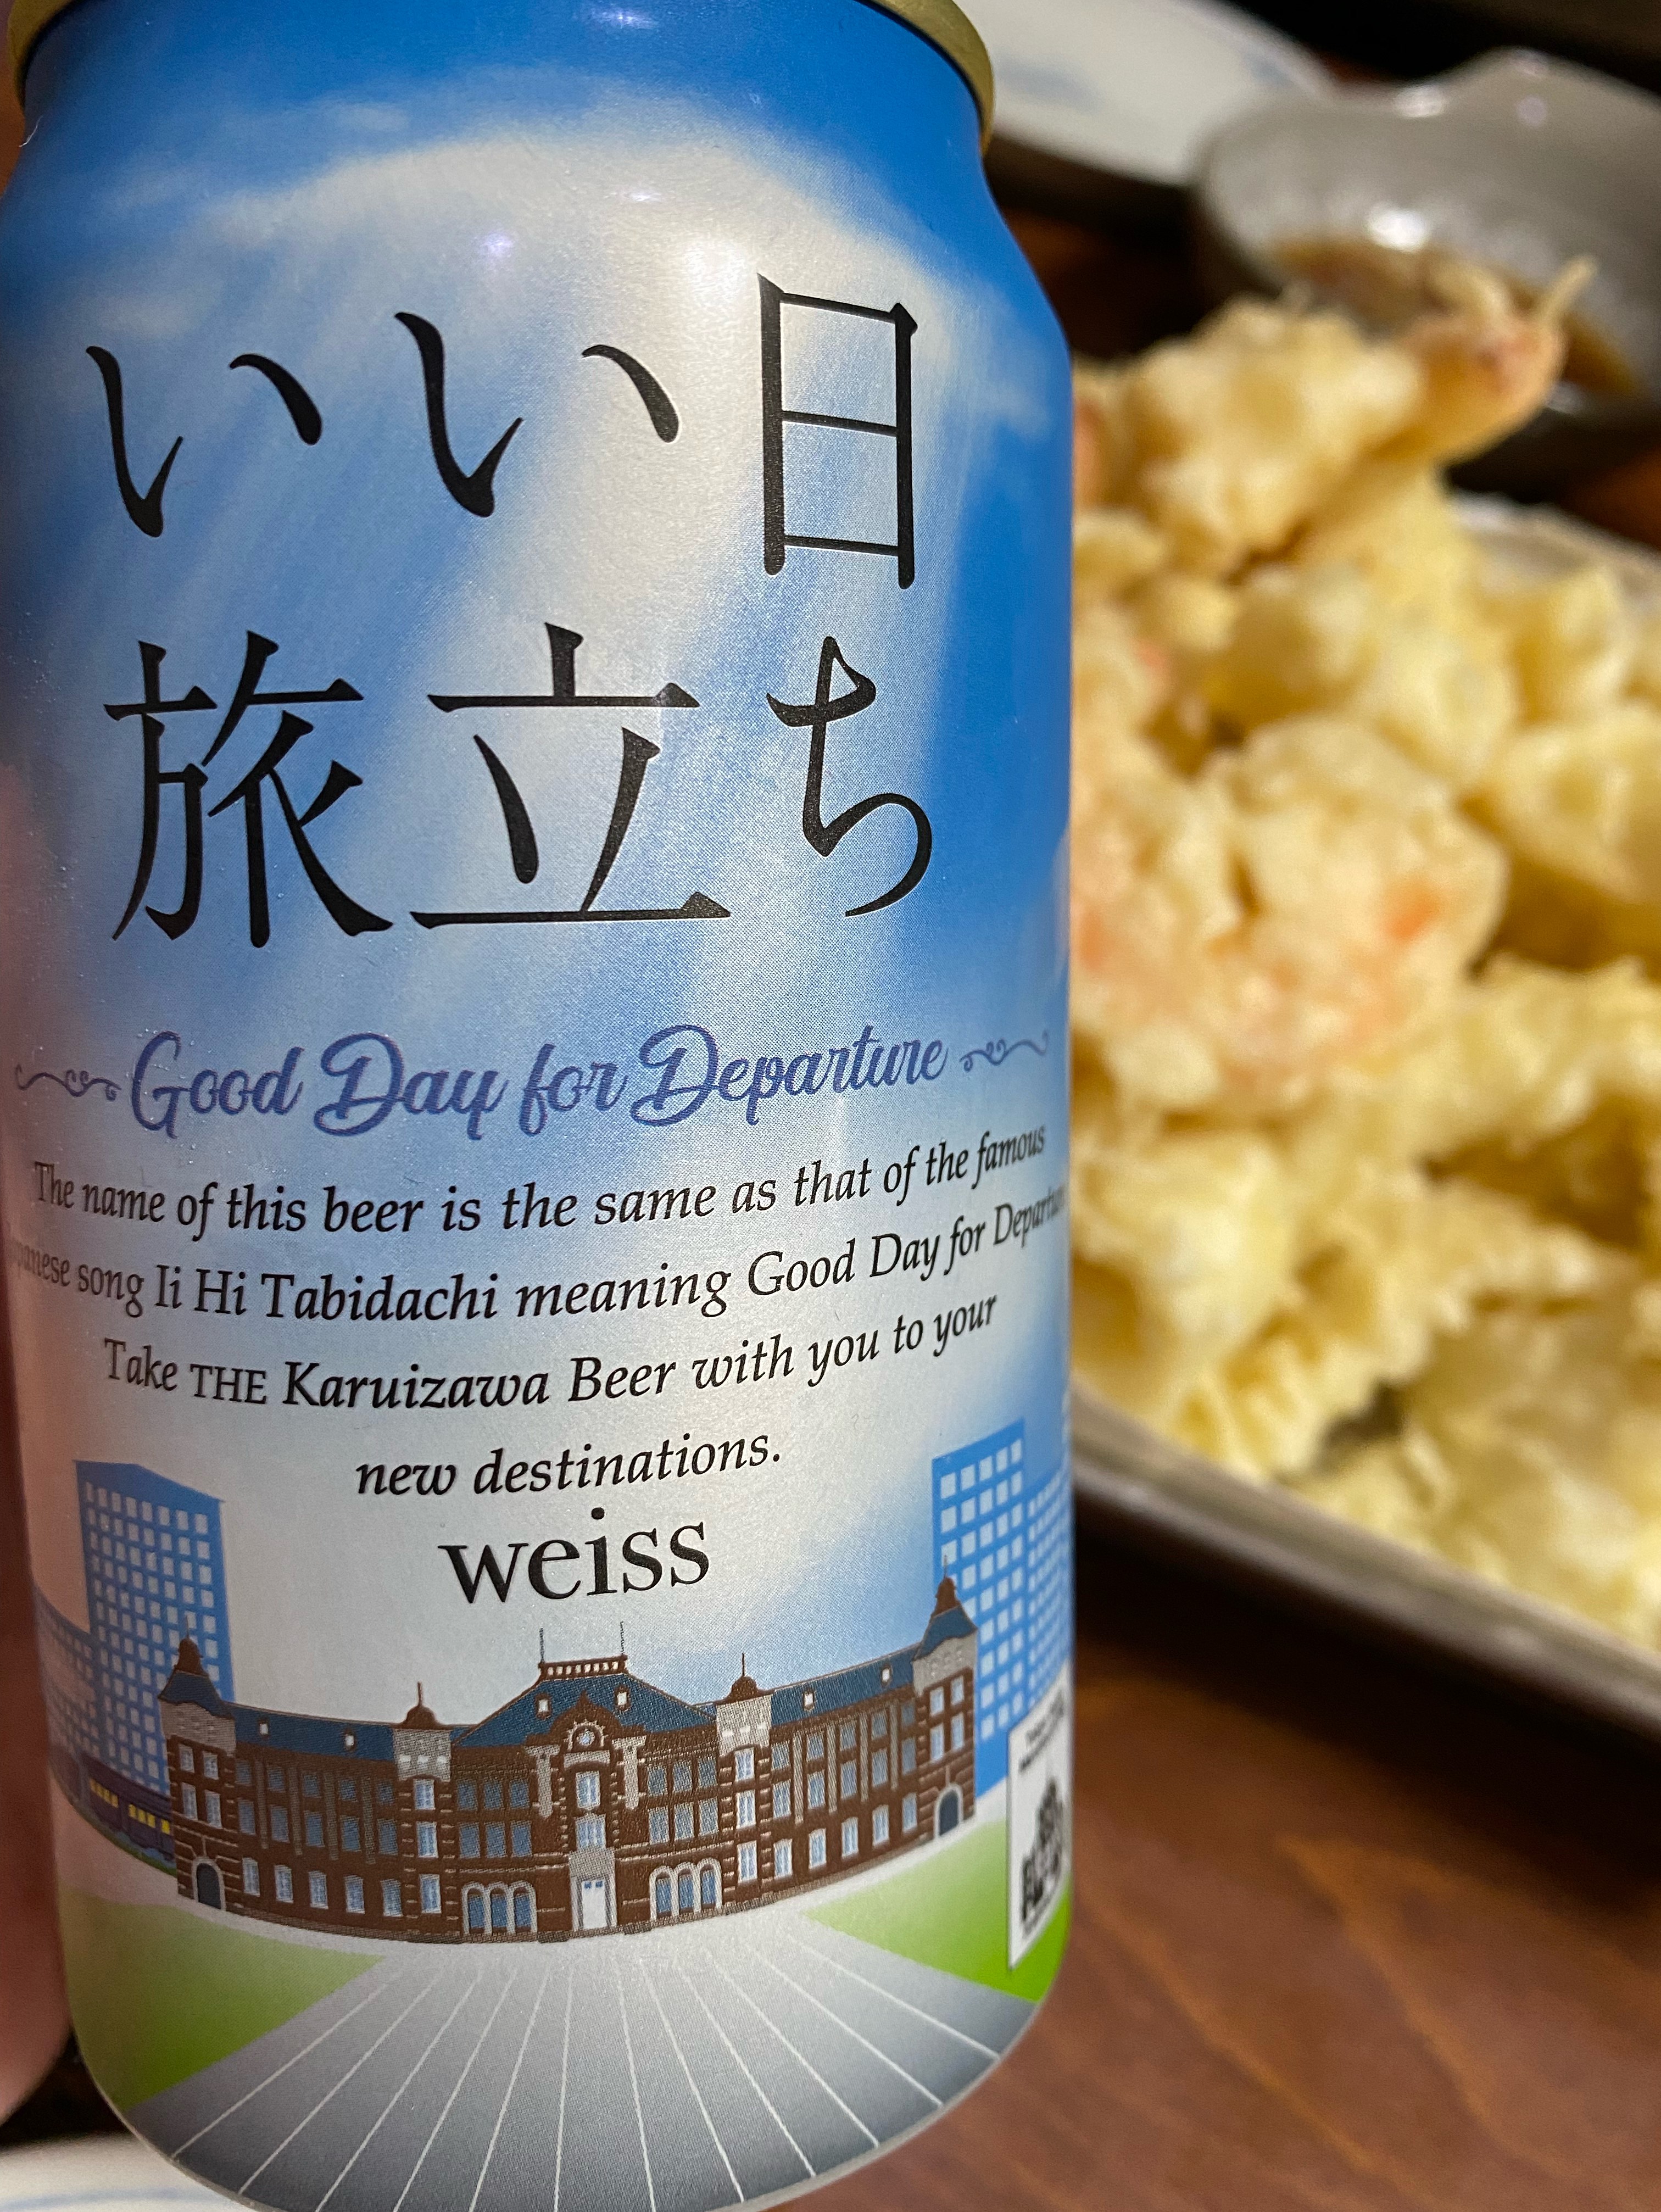 いい日
旅立ち
Good Day for Departure
The name of this beer is the same as that of the famous
song Ii Hi Tabidachi meaning Good Day for
Take THE Karuizawa Beer with you to your
new destinations.
weiss